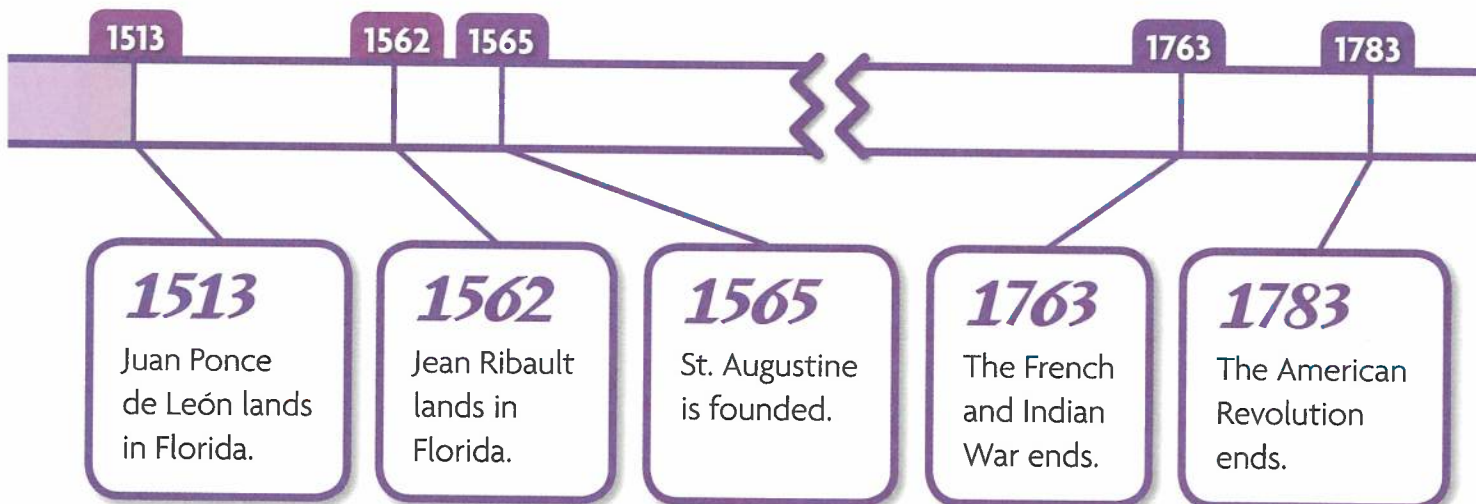 1513
1562
1565
1763
1783
1513
Juan Ponce
de León lands
in Florida.
1562
Jean Ribault
lands in
Florida.
1565
St. Augustine
is founded.
1763
The French
and Indian
War ends.
1783
The American
Revolution
ends.